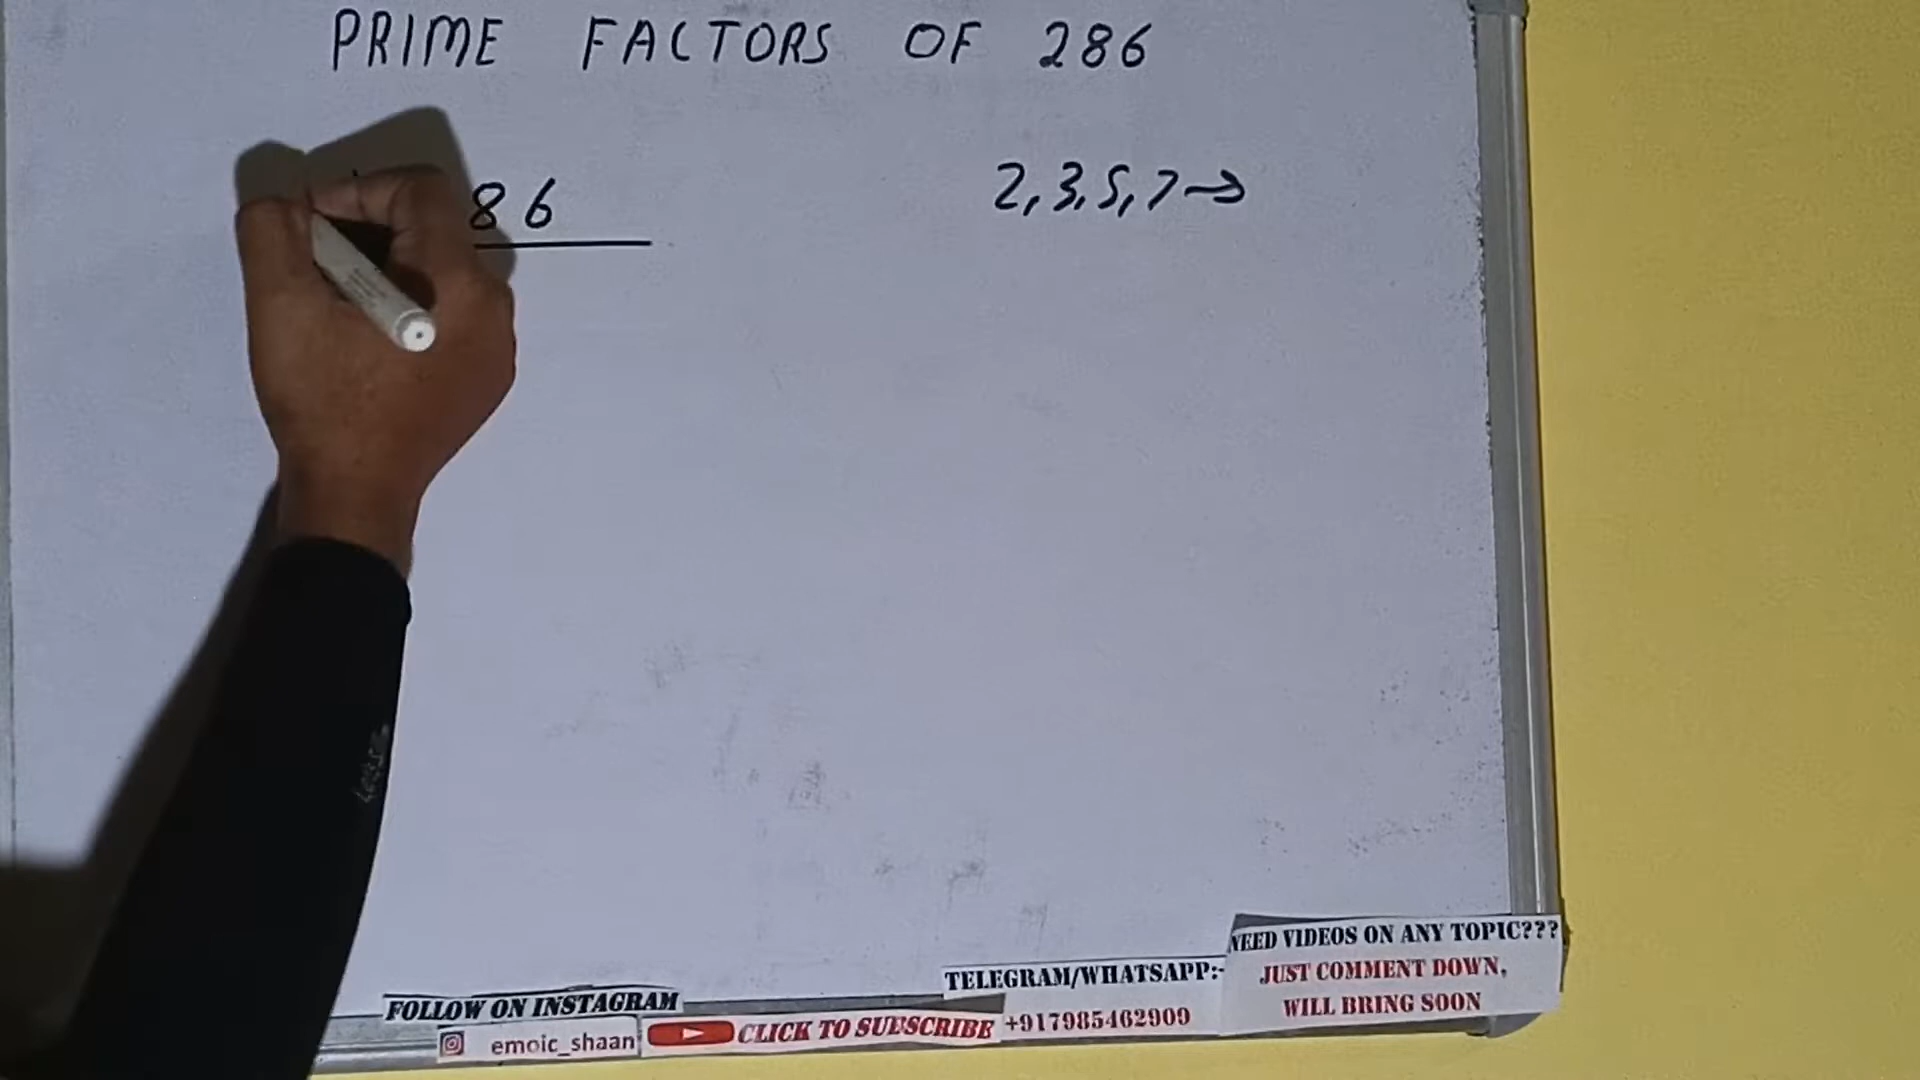 PRIME FACTORS OF 286
86
2,3,5,7→
NEED VIDEOS ON ANY TOPIC???
JUST COMMENT DOWN,
WILL BRING SOON
TELEGRAM/WHATSAPP:-
+917985462909
FOLLOW ON INSTAGRAM
emoic_shaan
CLICK TO SUBSCRIBE